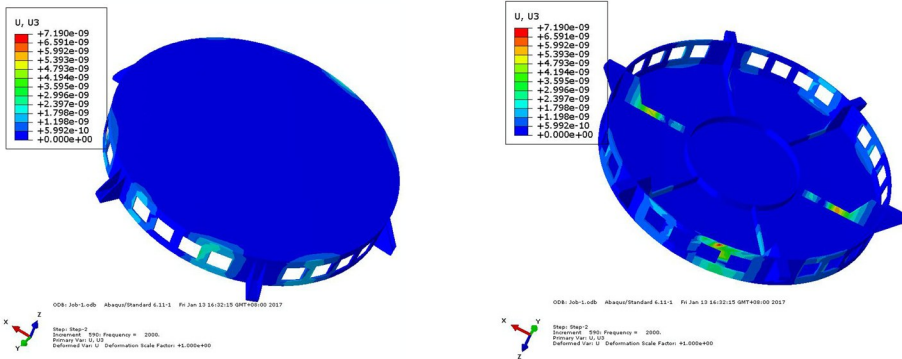 U, U3
+7.190e-09
+6.591e-09
+5.992e-09
+5.393e-09
+4.793e-09
+4.194e-09
+3.595e-09
+2.996e-09
+2.397e-09
+1.798e-09
+1.198e-09
+5.992e-10
+0.000e+00
ODB: Job-1.odb Abaqus/Standard 6.11-1 Fri Jan 13 16:32:15 GMT+08:00 2017
X
Z
Y
Step: Step-2
Increment 590: Frequency = 2000.
Primary Var: U, U3
Deformed Var: U Deformation Scale Factor: +1.000e+00
U, U3
+7.190e-09
+6.591e-09
+5.992e-09
+5.393e-09
+4.793e-09
+4.194e-09
+3.595e-09
+2.996e-09
+2.397e-09
+1.798e-09
+1.198e-09
+5.992e-10
+0.000e+00
ODB: Job-1.odb Abaqus/Standard 6.11-1 Fri Jan 13 16:32:15 GMT+08:00 2017
X
Y
Z
Step: Step-2
Increment 590: Frequency = 2000.
Primary Var: U, U3
Deformed Var: U Deformation Scale Factor: +1.000e+00